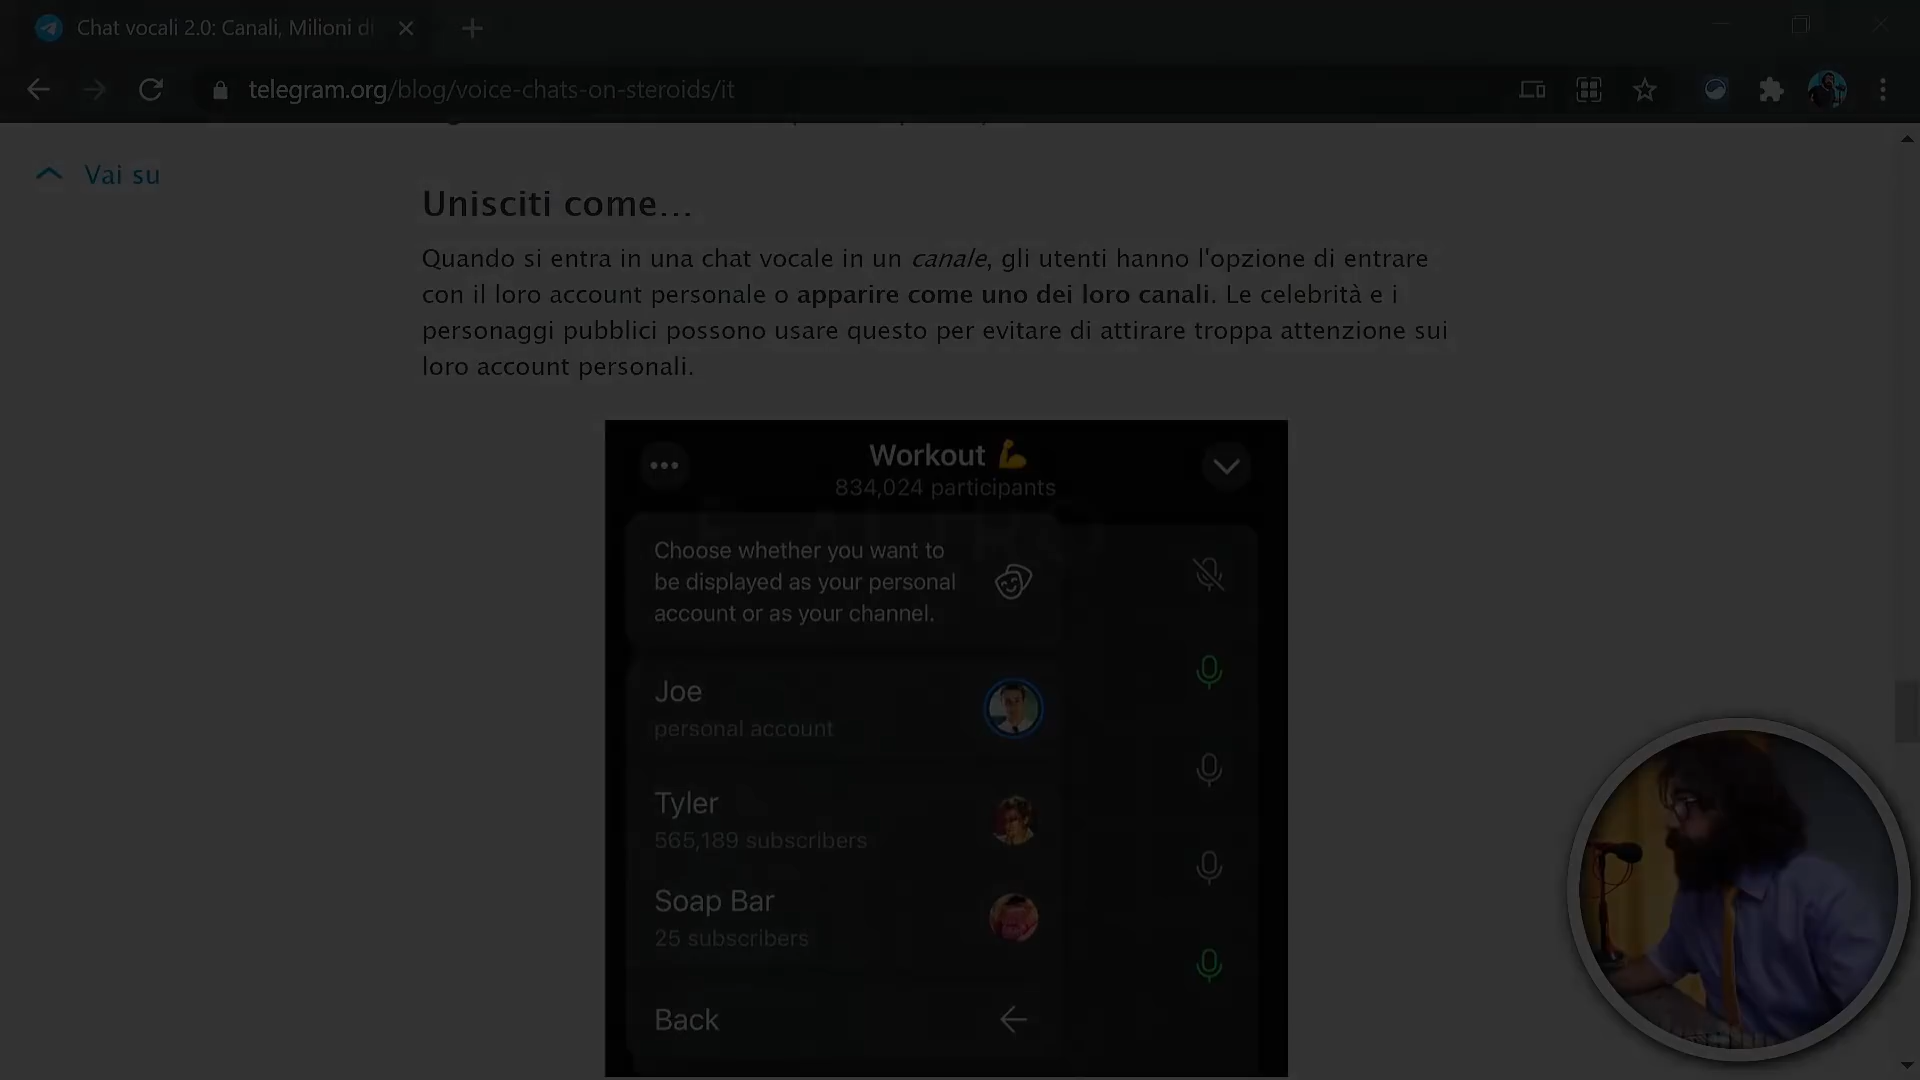 Chat vocali 2.0: Canali, Milioni di
telegram.org/blog/voice-chats-on-steroids/it
Vai su
Unisciti come...
Quando si entra in una chat vocale in un canale, gli utenti hanno l'opzione di entrare
con il loro account personale o apparire come uno dei loro canali. Le celebrità e i
personaggi pubblici possono usare questo per evitare di attirare troppa attenzione sui
loro account personali.
Workout 💪
834,024 participants
Choose whether you want to
be displayed as your personal
account or as your channel.
Joe
personal account
Tyler
565,189 subscribers
Soap Bar
25 subscribers
Back